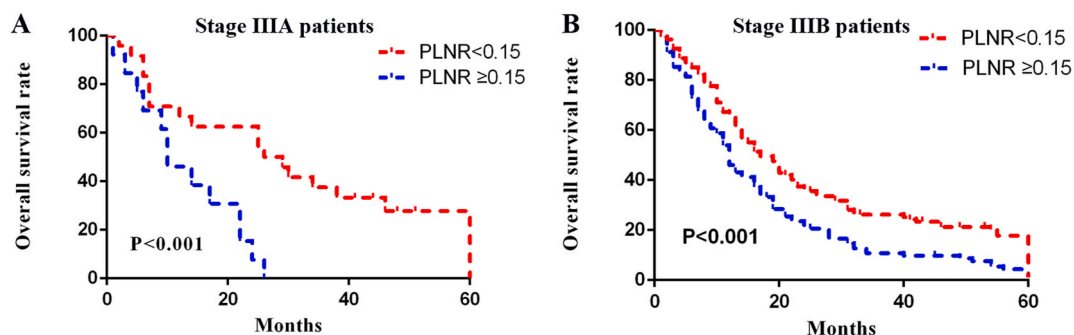 A
Stage IIIA patients
PLNR<0.15
PLNR ≥0.15
Overall survival rate
100
80
60
40
20
0
P<0.001
0
20
40
60
Months
B
Stage IIIB patients
PLNR<0.15
PLNR ≥0.15
Overall survival rate
100
80
60
40
20
0
P<0.001
0
20
40
60
Months